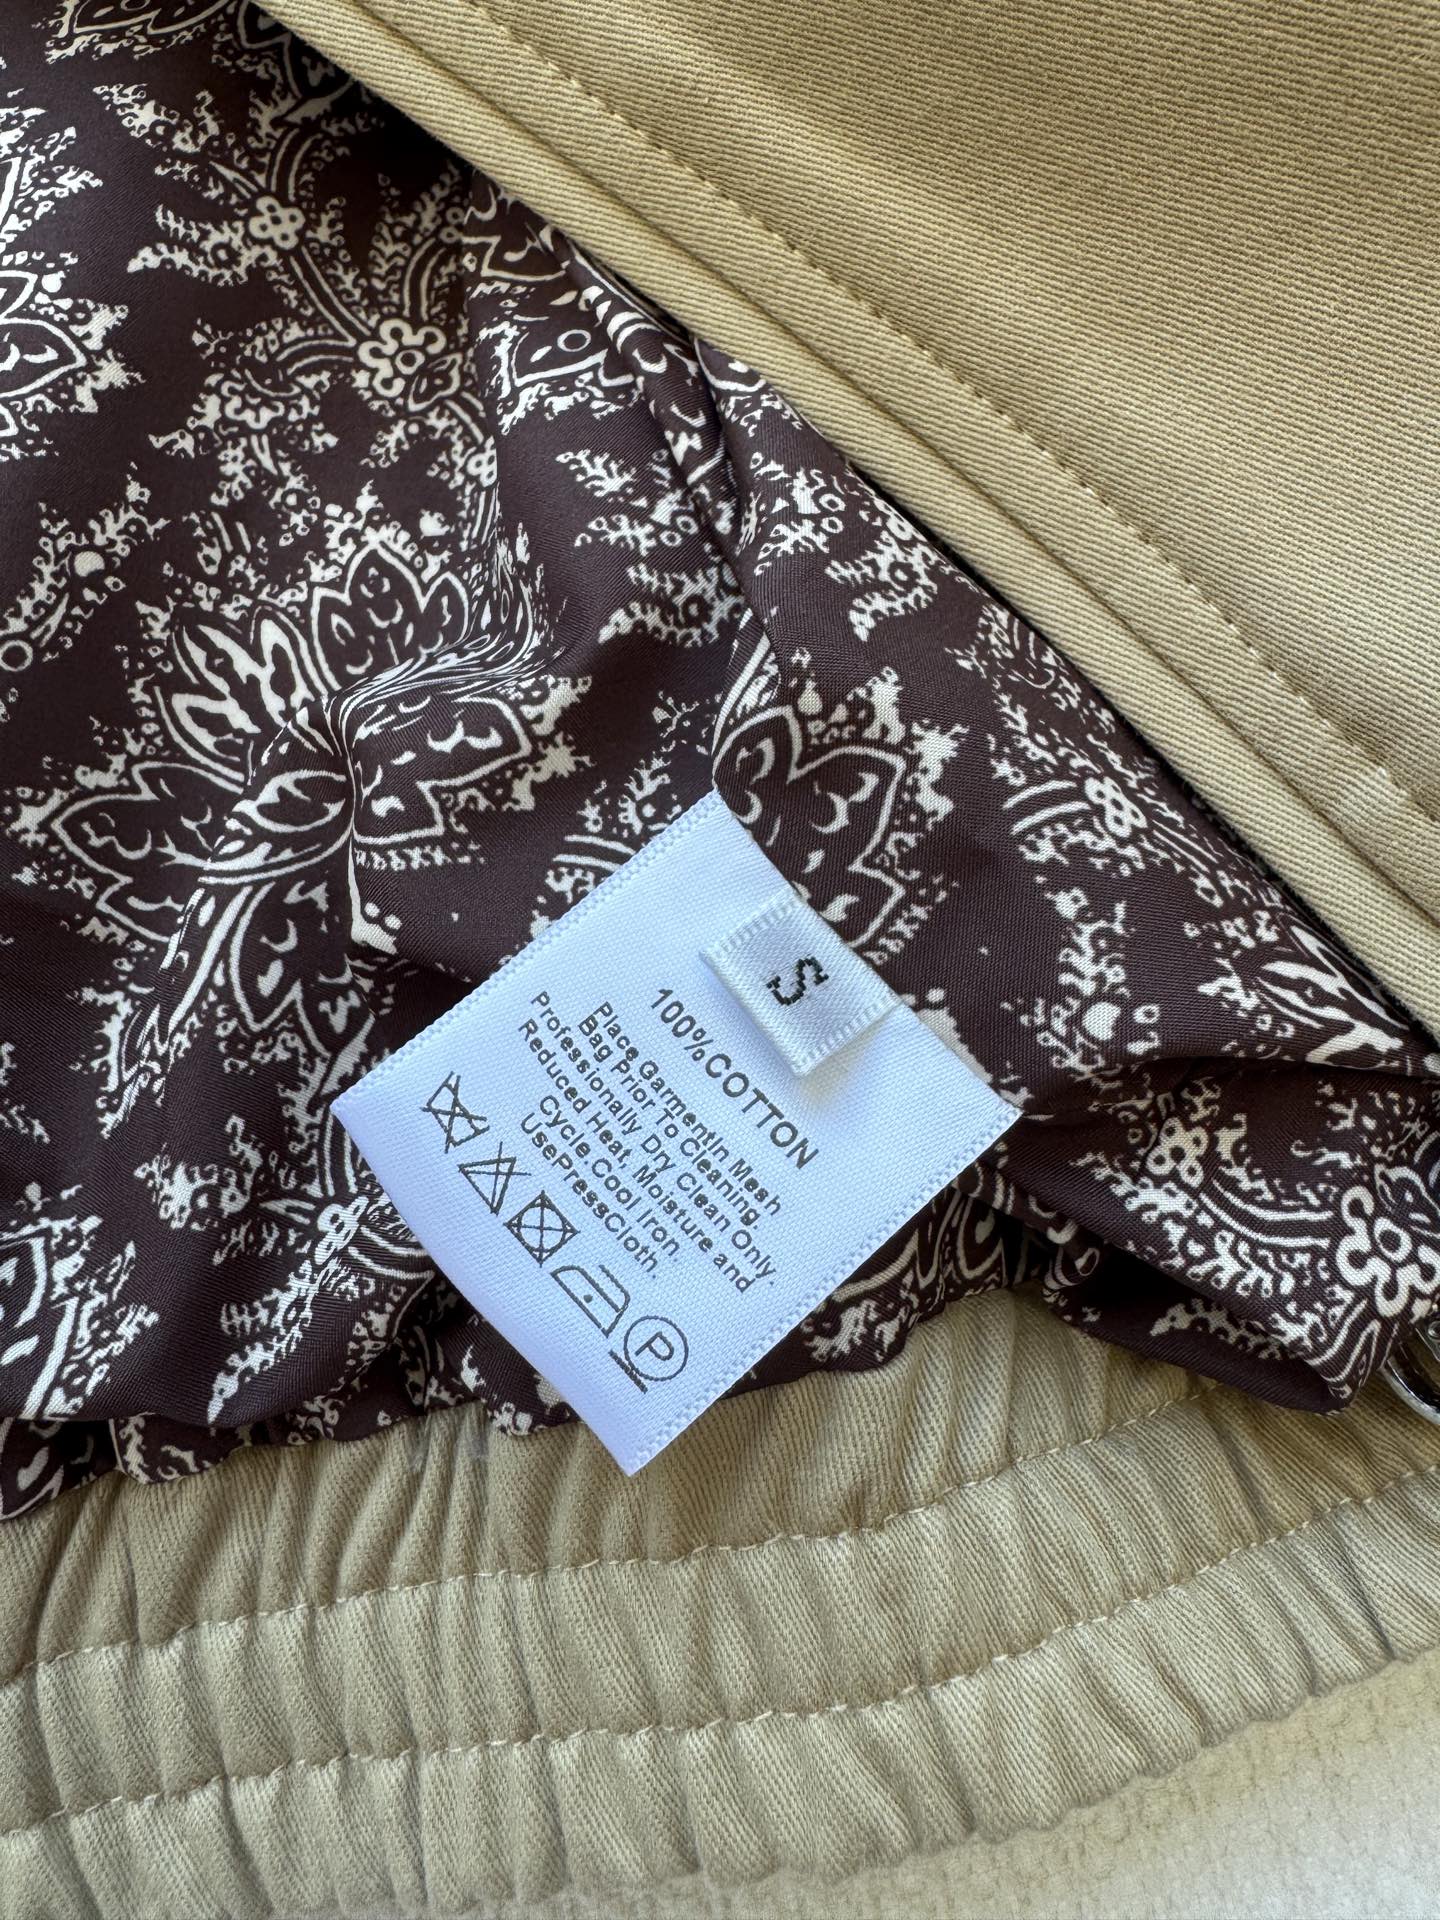 S
100%COTTON
Place GarmentIn Mesh
Bag Prior To Cleaning.
Professionally Dry Clean Only.
Reduced Heat, Moisture and
Cycle.Cool Iron.
UsePressCloth.
P